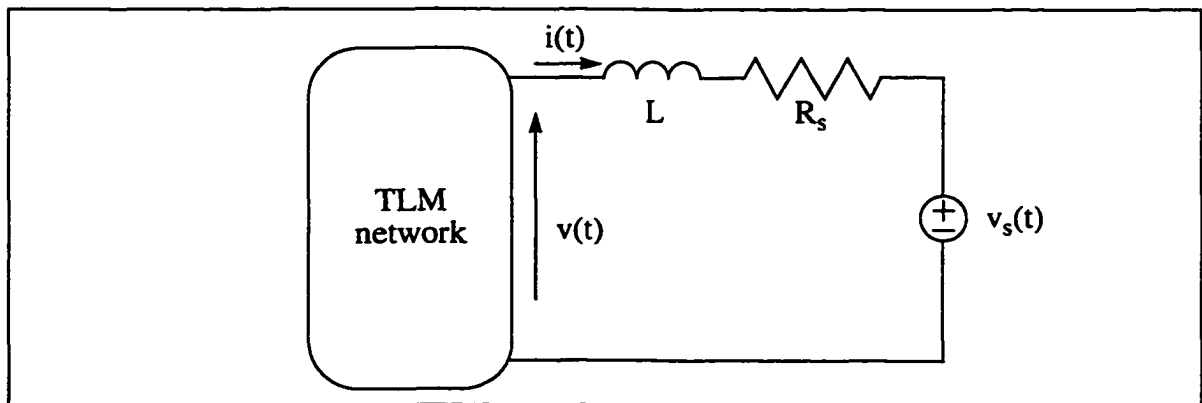 i(t)
L
R_s
TLM
network
v(t)
+
−
v_s(t)